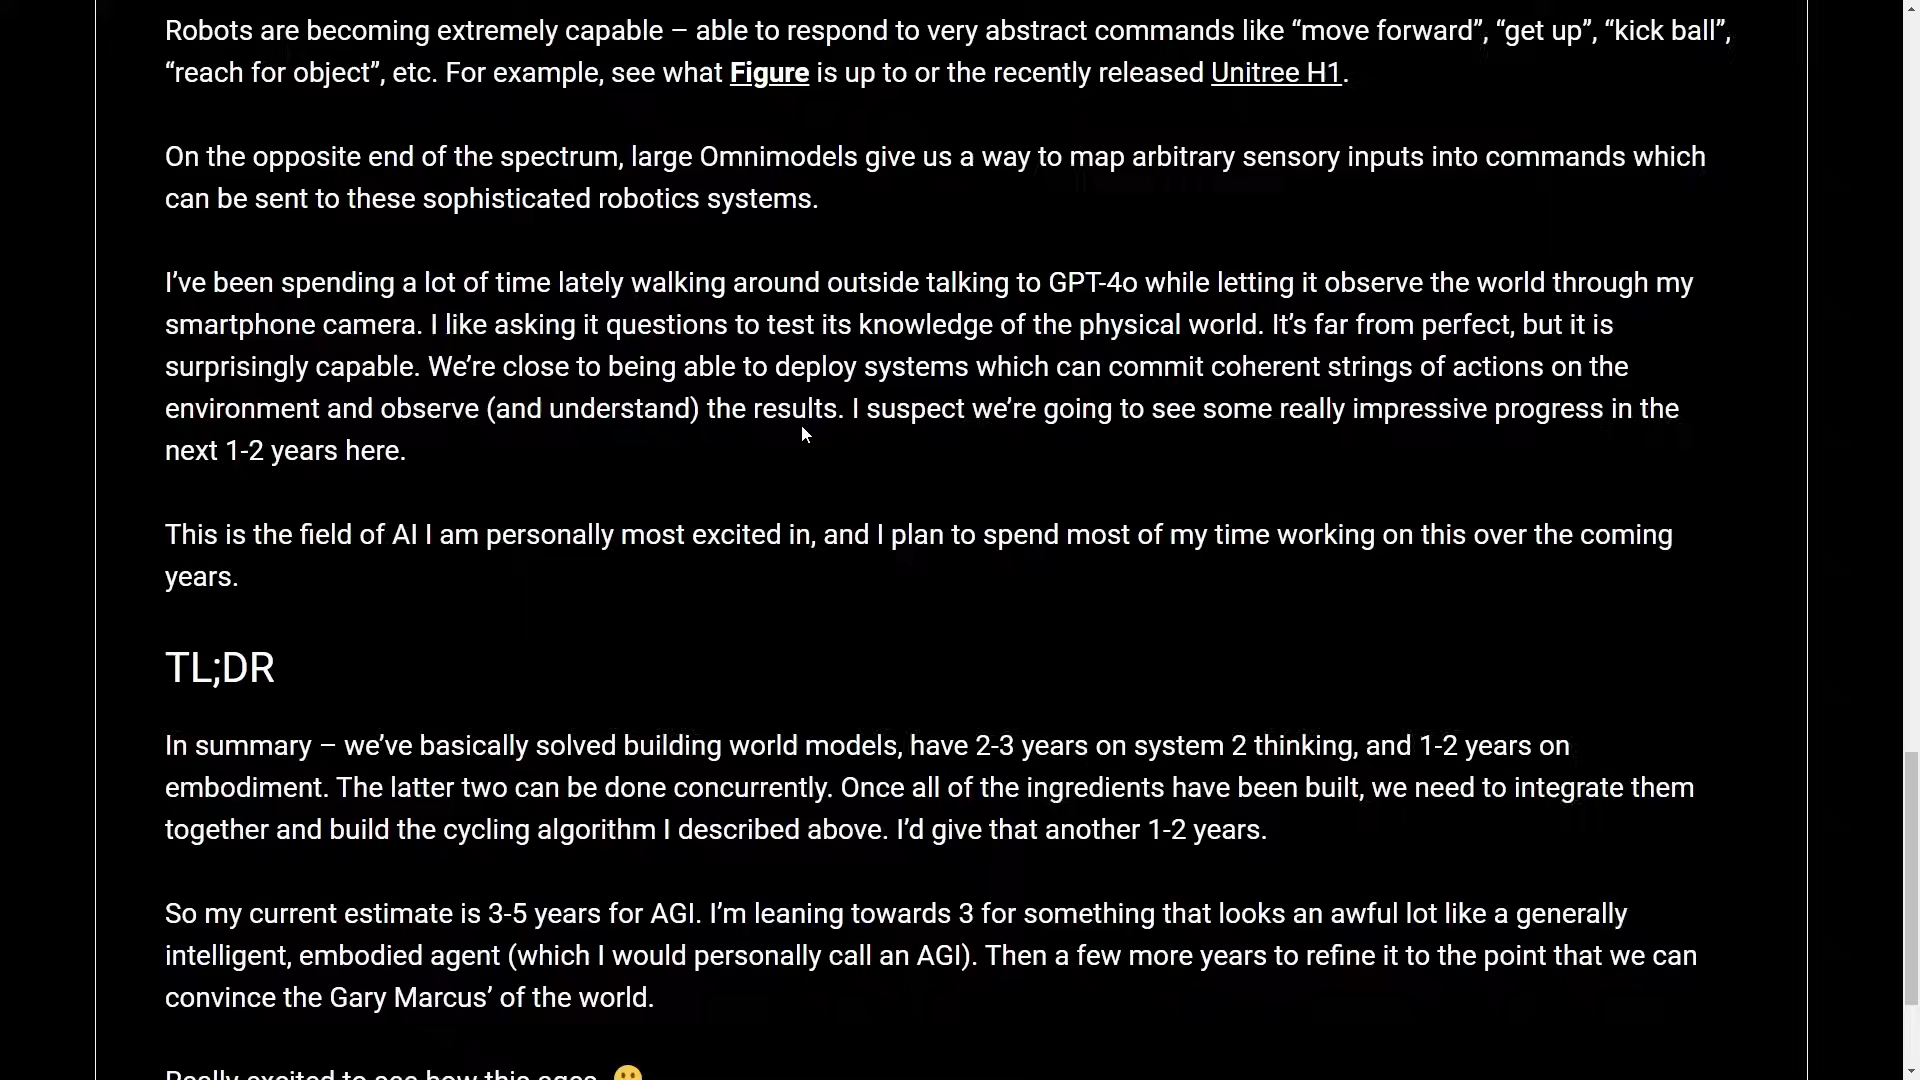 Robots are becoming extremely capable – able to respond to very abstract commands like “move forward”, “get up”, “kick ball”,
“reach for object”, etc. For example, see what Figure is up to or the recently released Unitree H1.
On the opposite end of the spectrum, large Omnimodels give us a way to map arbitrary sensory inputs into commands which
can be sent to these sophisticated robotics systems.
I’ve been spending a lot of time lately walking around outside talking to GPT-4o while letting it observe the world through my
smartphone camera. I like asking it questions to test its knowledge of the physical world. It’s far from perfect, but it is
surprisingly capable. We’re close to being able to deploy systems which can commit coherent strings of actions on the
environment and observe (and understand) the results. I suspect we’re going to see some really impressive progress in the
next 1-2 years here.
This is the field of AI I am personally most excited in, and I plan to spend most of my time working on this over the coming
years.
TL;DR
In summary – we’ve basically solved building world models, have 2-3 years on system 2 thinking, and 1-2 years on
embodiment. The latter two can be done concurrently. Once all of the ingredients have been built, we need to integrate them
together and build the cycling algorithm I described above. I’d give that another 1-2 years.
So my current estimate is 3-5 years for AGI. I’m leaning towards 3 for something that looks an awful lot like a generally
intelligent, embodied agent (which I would personally call an AGI). Then a few more years to refine it to the point that we can
convince the Gary Marcus’ of the world.
Really excited to see how this ages. 🙂